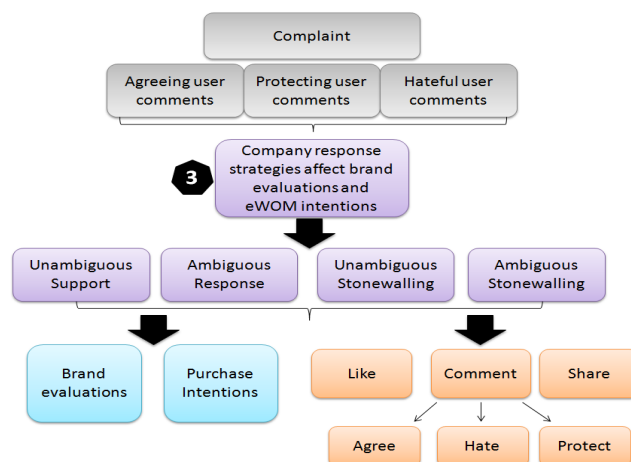 Complaint
Agreeing user
comments
Protecting user
comments
Hateful user
comments
3
Company response
strategies affect brand
evaluations and
eWOM intentions
Unambiguous
Support
Ambiguous
Response
Unambiguous
Stonewalling
Ambiguous
Stonewalling
Brand
evaluations
Purchase
Intentions
Like
Comment
Share
Agree
Hate
Protect